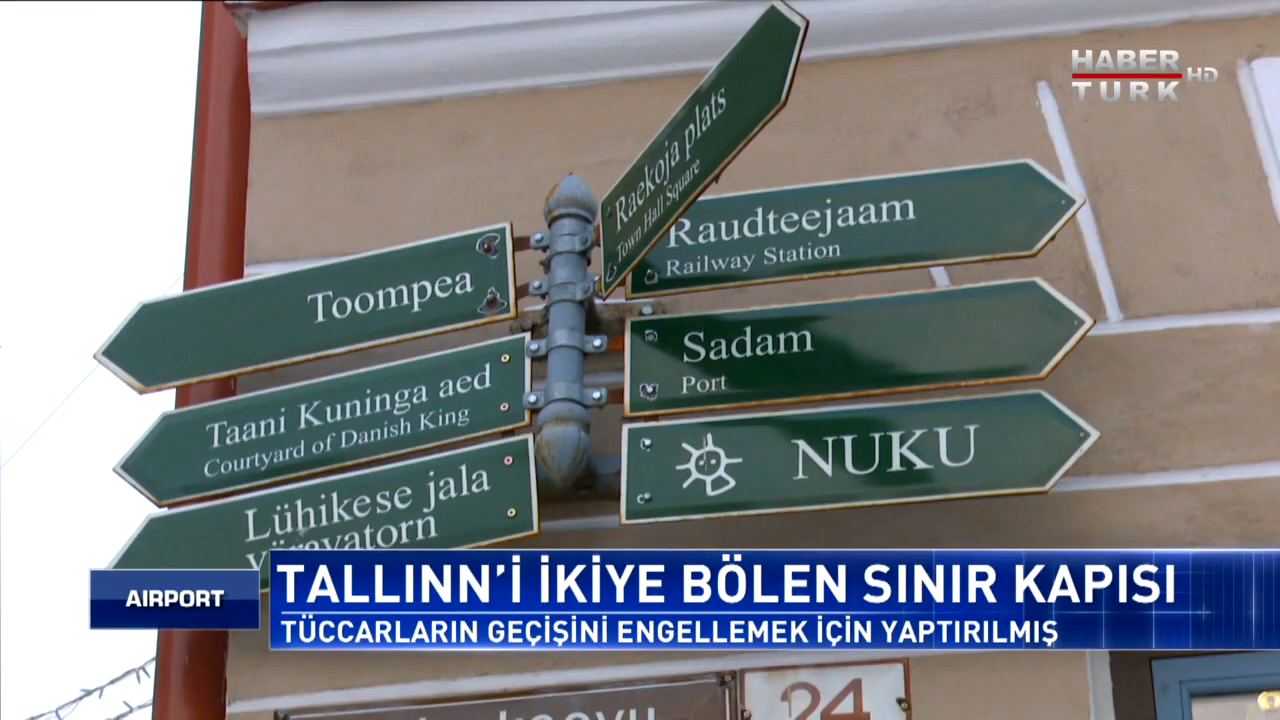 HABER
TURK HD
Raekoja plats
Town Hall Square
Raudteejaam
Railway Station
Toompea
Sadam
Port
Taani Kuninga aed
Courtyard of Danish King
NUKU
Lühikese jala
väravatorn
TALLINN'İ İKİYE BÖLEN SINIR KAPISI
AIRPORT
TÜCCARLARIN GEÇİŞİNİ ENGELLEMEK İÇİN YAPTIRILMIŞ
24